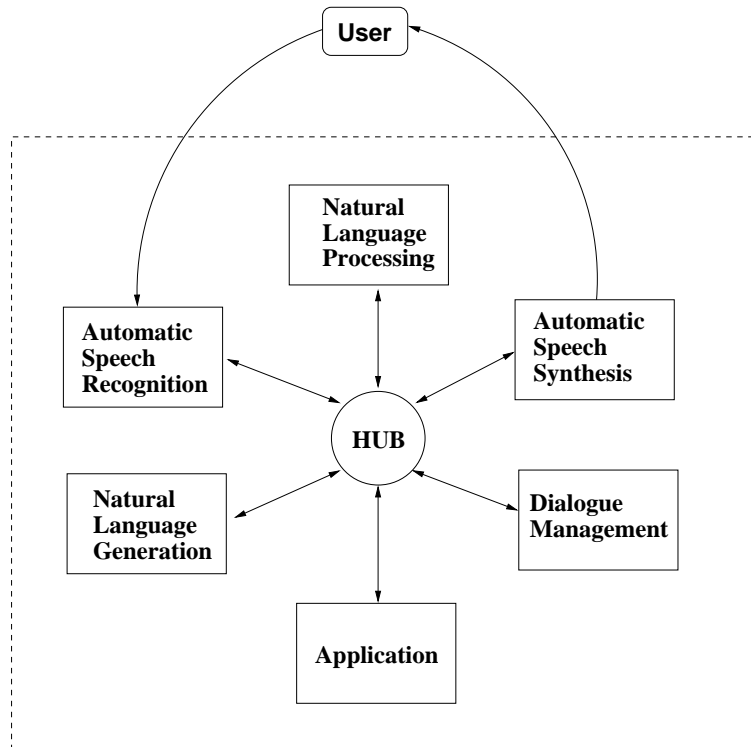 User
Natural
Language
Processing
Automatic
Speech
Recognition
Automatic
Speech
Synthesis
HUB
Natural
Language
Generation
Dialogue
Management
Application